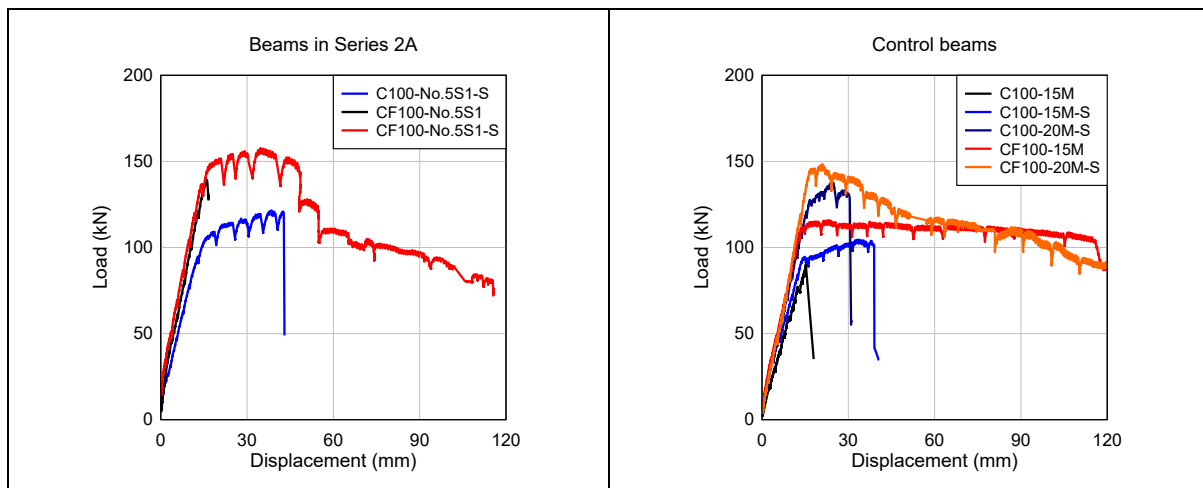 Beams in Series 2A
200
150
100
50
0
Load (kN)
C100-No.5S1-S
CF100-No.5S1
CF100-No.5S1-S
0 30 60 90 120
Displacement (mm)
Control beams
200
150
100
50
0
Load (kN)
C100-15M
C100-15M-S
C100-20M-S
CF100-15M
CF100-20M-S
0 30 60 90 120
Displacement (mm)